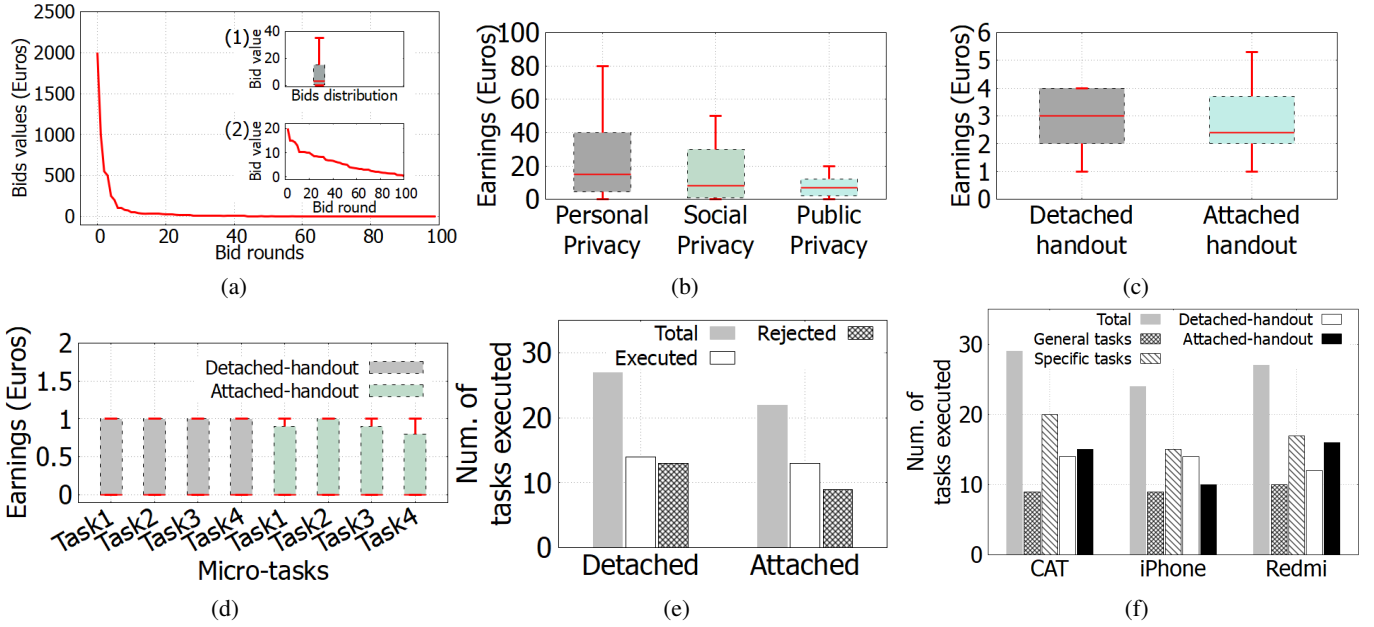 2500
2000
1500
1000
500
0
Bids values (Euros)
0 20 40 60 80 100
Bid rounds
(1)
40
20
0
Bid value
Bids distribution
(2)
20
10
0
Bid value
0 20 40 60 80 100
Bid round
(a)
100
80
60
40
20
0
Earnings (Euros)
Personal Social Public
Privacy Privacy Privacy
(b)
6
5
4
3
2
1
0
Earnings (Euros)
Detached Attached
handout handout
(c)
2
1.5
1
0.5
0
Earnings (Euros)
Detached-handout
Attached-handout
Task1 Task2 Task3 Task4 Task1 Task2 Task3 Task4
Micro-tasks
(d)
30
20
10
0
Num. of
tasks executed
Total Rejected
Executed
Detached Attached
(e)
30
20
10
0
Num. of
tasks executed
Total Detached-handout
General tasks Attached-handout
Specific tasks
CAT iPhone Redmi
(f)